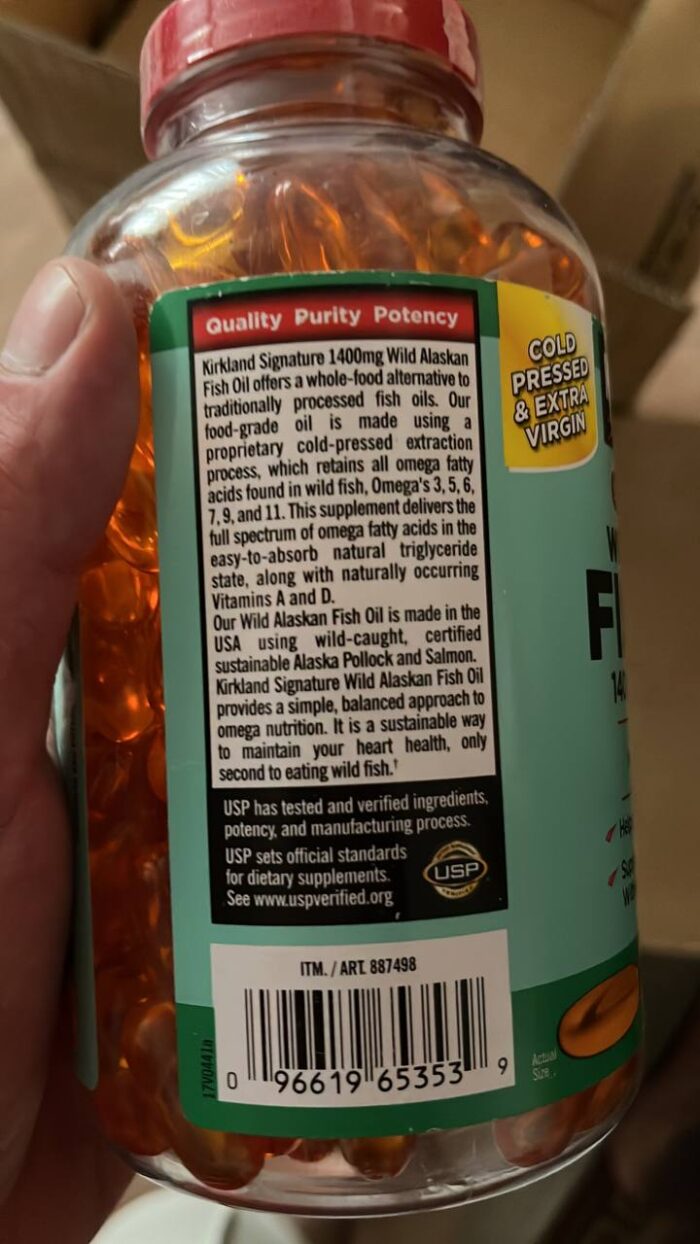 Quality Purity Potency
Kirkland Signature 1400mg Wild Alaskan
Fish Oil offers a whole-food alternative to
traditionally processed fish oils. Our
food-grade oil is made using a
proprietary cold-pressed extraction
process, which retains all omega fatty
acids found in wild fish, Omega's 3, 5, 6,
7, 9, and 11. This supplement delivers the
full spectrum of omega fatty acids in the
easy-to-absorb natural triglyceride
state, along with naturally occurring
Vitamins A and D.
Our Wild Alaskan Fish Oil is made in the
USA using wild-caught, certified
sustainable Alaska Pollock and Salmon.
Kirkland Signature Wild Alaskan Fish Oil
provides a simple, balanced approach to
omega nutrition. It is a sustainable way
to maintain your heart health, only
second to eating wild fish.†
USP has tested and verified ingredients,
potency, and manufacturing process.
USP sets official standards
for dietary supplements.
See www.uspverified.org
USP
ITM. / ART. 887498
0 96619 65353 9
17V0441n
COLD
PRESSED
& EXTRA
VIRGIN
Actual
Size